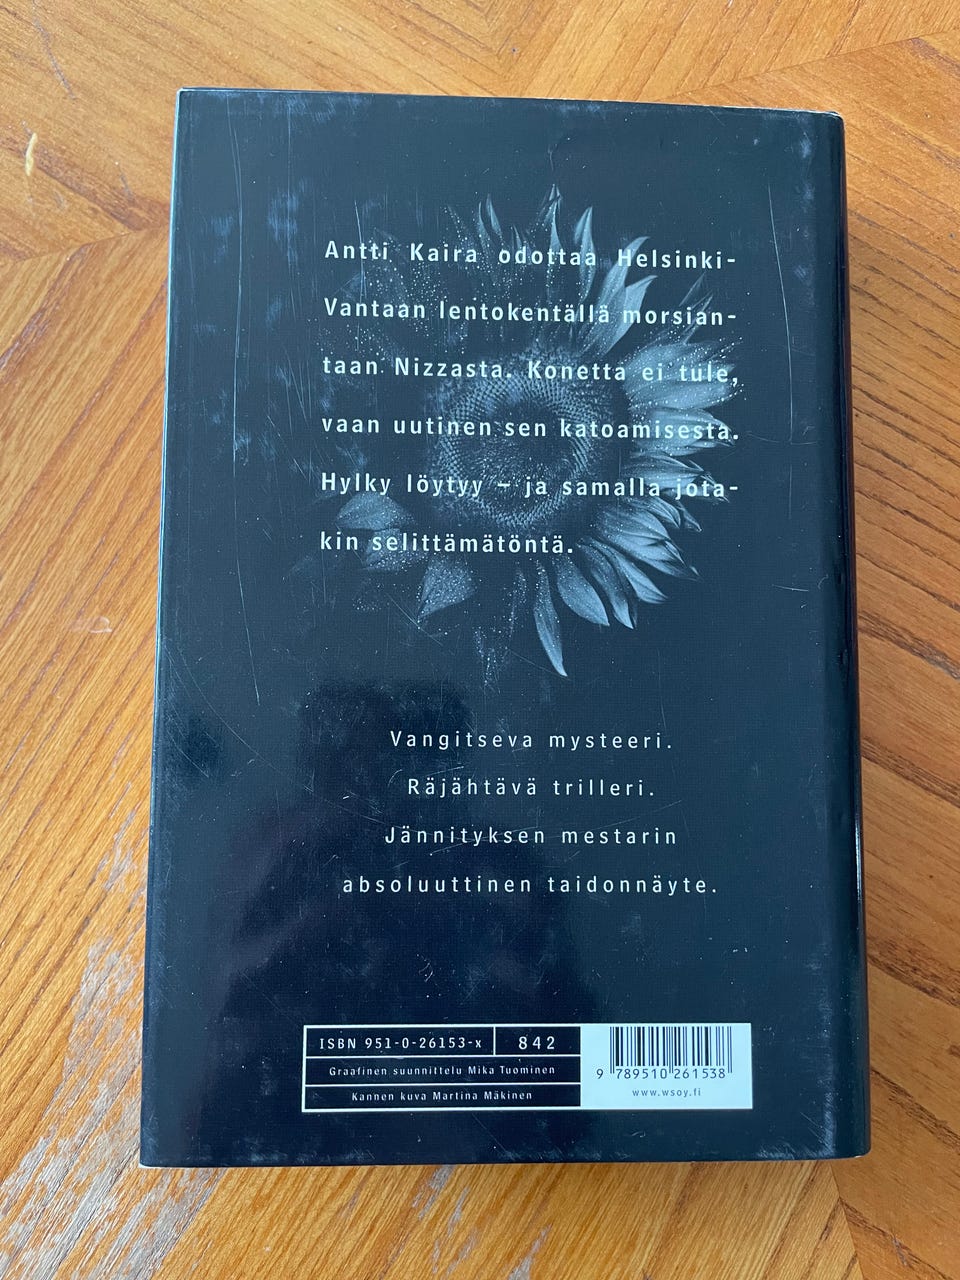 Antti Kaira odottaa Helsinki-
Vantaan lentokentällä morsian-
taan Nizzasta. Konetta ei tule,
vaan uutinen sen katoamisesta.
Hylky löytyy – ja samalla jota-
kin selittämätöntä.
Vangitseva mysteeri.
Räjähtävä trilleri.
Jännityksen mestarin
absoluuttinen taidonnäyte.
ISBN 951-0-26153-x 842
Graafinen suunnittelu Mika Tuominen
Kannen kuva Martina Mäkinen
9 789510 261538
www.wsoy.fi